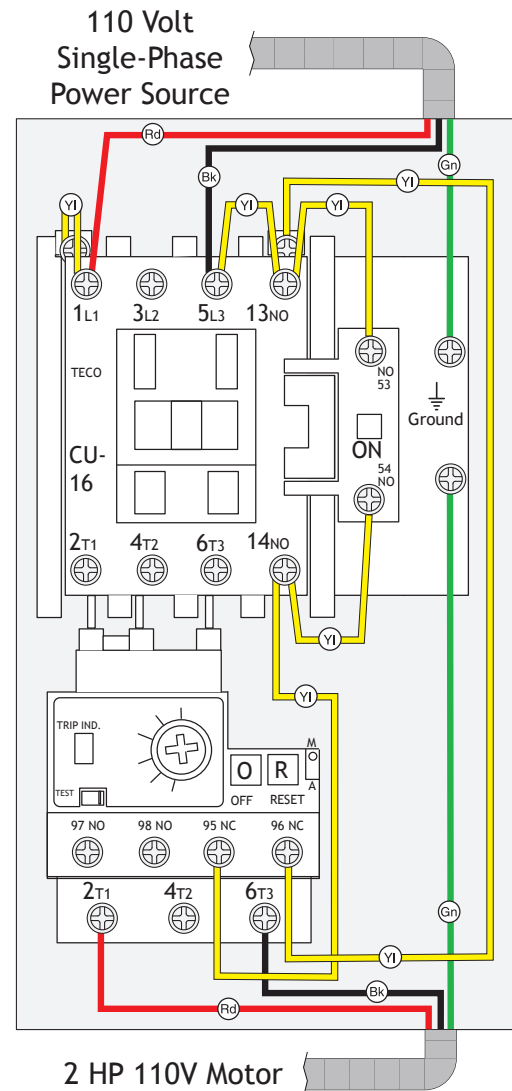 110 Volt
Single-Phase
Power Source
Rd
Bk
Gn
Yl
Yl
Yl
Yl
1L1 3L2 5L3 13NO
TECO
NO
53
Ground
CU-
16
ON
54
NO
2T1 4T2 6T3 14NO
Yl
Yl
TRIP IND.
M
O R
A
TEST
OFF RESET
97 NO 98 NO 95 NC 96 NC
2T1 4T2 6T3
Gn
Yl
Bk
Rd
2 HP 110V Motor